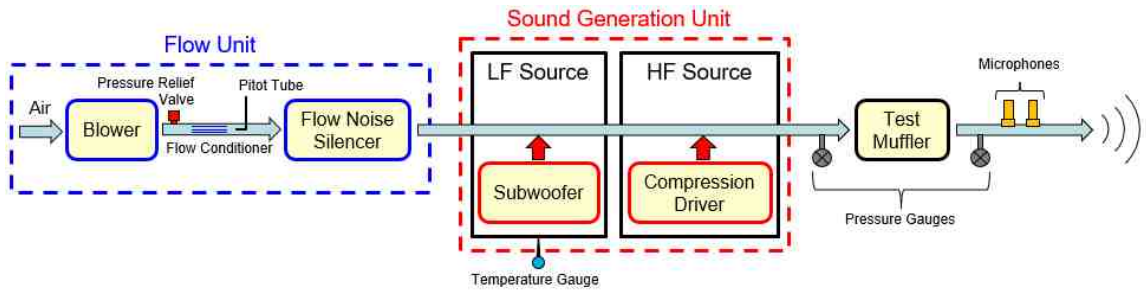 Sound Generation Unit
Flow Unit
LF Source
HF Source
Microphones
Pressure Relief
Valve
Pitot Tube
Air
Blower
Flow Noise
Silencer
Test
Muffler
Flow Conditioner
Subwoofer
Compression
Driver
Pressure Gauges
Temperature Gauge